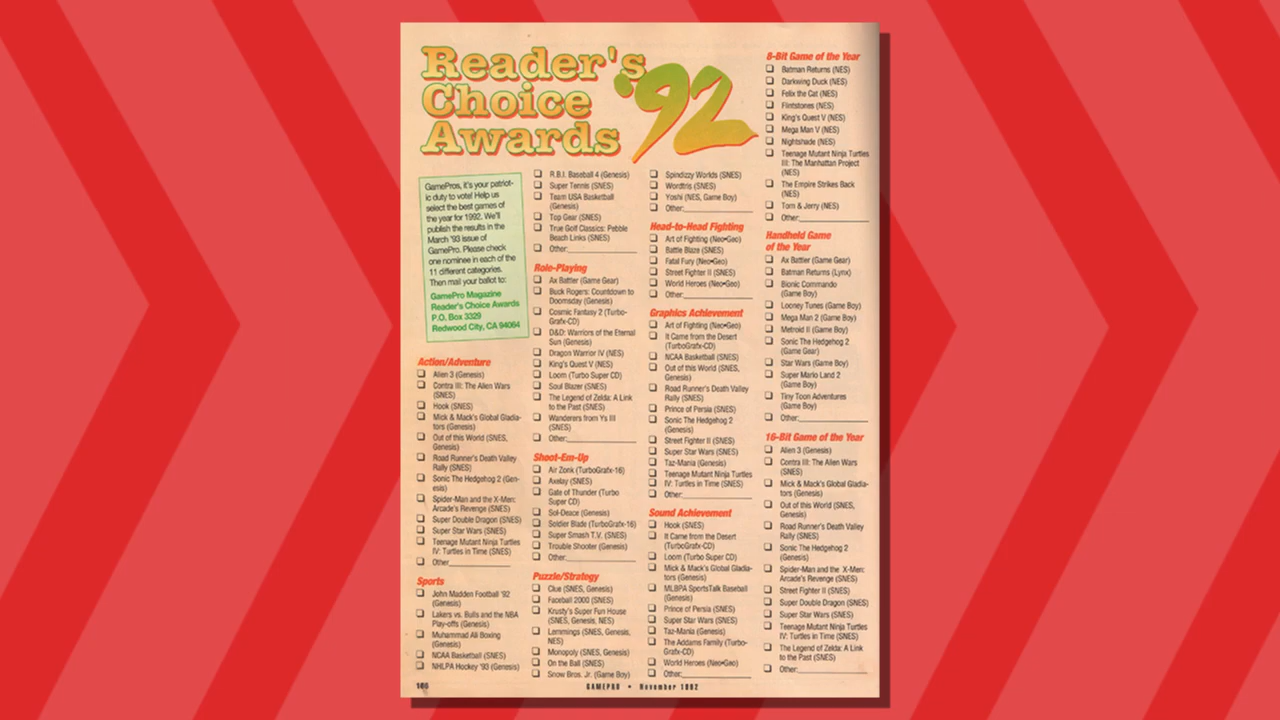 Reader's
Choice
Awards
'92
GamePros, it's your patriot-
ic duty to vote! Help us
select the best games of
the year for 1992. We'll
publish the results in the
March '93 issue of
GamePro. Please check
one nominee in each of the
11 different categories.
Then mail your ballot to:
GamePro Magazine
Reader's Choice Awards
P.O. Box 3329
Redwood City, CA 94064
Action/Adventure
Alien 3 (Genesis)
Contra III: The Alien Wars
(SNES)
Hook (SNES)
Mick & Mack's Global Gladia-
tors (Genesis)
Out of this World (SNES,
Genesis)
Road Runner's Death Valley
Rally (SNES)
Sonic The Hedgehog 2 (Gen-
esis)
Spider-Man and the X-Men:
Arcade's Revenge (SNES)
Super Double Dragon (SNES)
Super Star Wars (SNES)
Teenage Mutant Ninja Turtles
IV: Turtles in Time (SNES)
Other
Sports
John Madden Football '92
(Genesis)
Lakers vs. Bulls and the NBA
Play-offs (Genesis)
Muhammad Ali Boxing
(Genesis)
NCAA Basketball (SNES)
NHLPA Hockey '93 (Genesis)
R.B.I. Baseball 4 (Genesis)
Super Tennis (SNES)
Team USA Basketball
(Genesis)
Top Gear (SNES)
True Golf Classics: Pebble
Beach Links (SNES)
Other:
Role-Playing
Ax Battler (Game Gear)
Buck Rogers: Countdown to
Doomsday (Genesis)
Cosmic Fantasy 2 (Turbo-
Grafx-CD)
D&D: Warriors of the Eternal
Sun (Genesis)
Dragon Warrior IV (NES)
King's Quest V (NES)
Loom (Turbo Super CD)
Soul Blazer (SNES)
The Legend of Zelda: A Link
to the Past (SNES)
Wanderers from Ys III
(SNES)
Other:
Shoot-Em-Up
Air Zonk (TurboGrafx-16)
Axelay (SNES)
Gate of Thunder (Turbo
Super CD)
Sol-Deace (Genesis)
Soldier Blade (TurboGrafx-16)
Super Smash T.V. (SNES)
Trouble Shooter (Genesis)
Other:
Puzzle/Strategy
Clue (SNES, Genesis)
Faceball 2000 (SNES)
Krusty's Super Fun House
(SNES, Genesis, NES)
Lemmings (SNES, Genesis,
NES)
Monopoly (SNES, Genesis)
On the Ball (SNES)
Snow Bros. Jr. (Game Boy)
Spindizzy Worlds (SNES)
Wordtris (SNES)
Yoshi (NES, Game Boy)
Other:
Head-to-Head Fighting
Art of Fighting (Neo•Geo)
Battle Blaze (SNES)
Fatal Fury (Neo•Geo)
Street Fighter II (SNES)
World Heroes (Neo•Geo)
Other:
Graphics Achievement
Art of Fighting (Neo•Geo)
It Came from the Desert
(TurboGrafx-CD)
NCAA Basketball (SNES)
Out of this World (SNES,
Genesis)
Road Runner's Death Valley
Rally (SNES)
Prince of Persia (SNES)
Sonic The Hedgehog 2
(Genesis)
Street Fighter II (SNES)
Super Star Wars (SNES)
Taz-Mania (Genesis)
Teenage Mutant Ninja Turtles
IV: Turtles in Time (SNES)
Other:
Sound Achievement
Hook (SNES)
It Came from the Desert
(TurboGrafx-CD)
Loom (Turbo Super CD)
Mick & Mack's Global Gladia-
tors (Genesis)
MLBPA SportsTalk Baseball
(Genesis)
Prince of Persia (SNES)
Super Star Wars (SNES)
Taz-Mania (Genesis)
The Addams Family (Turbo-
Grafx-CD)
World Heroes (Neo•Geo)
Other:
8-Bit Game of the Year
Batman Returns (NES)
Darkwing Duck (NES)
Felix the Cat (NES)
Flintstones (NES)
King's Quest V (NES)
Mega Man V (NES)
Nightshade (NES)
Teenage Mutant Ninja Turtles
III: The Manhattan Project
(NES)
The Empire Strikes Back
(NES)
Tom & Jerry (NES)
Other:
Handheld Game
of the Year
Ax Battler (Game Gear)
Batman Returns (Lynx)
Bionic Commando
(Game Boy)
Looney Tunes (Game Boy)
Mega Man 2 (Game Boy)
Metroid II (Game Boy)
Sonic The Hedgehog 2
(Game Gear)
Star Wars (Game Boy)
Super Mario Land 2
(Game Boy)
Tiny Toon Adventures
(Game Boy)
Other:
16-Bit Game of the Year
Alien 3 (Genesis)
Contra III: The Alien Wars
(SNES)
Mick & Mack's Global Gladia-
tors (Genesis)
Out of this World (SNES,
Genesis)
Road Runner's Death Valley
Rally (SNES)
Sonic The Hedgehog 2
(Genesis)
Spider-Man and the X-Men:
Arcade's Revenge (SNES)
Street Fighter II (SNES)
Super Double Dragon (SNES)
Super Star Wars (SNES)
Teenage Mutant Ninja Turtles
IV: Turtles in Time (SNES)
The Legend of Zelda: A Link
to the Past (SNES)
Other:
GAMEPRO • November 1992